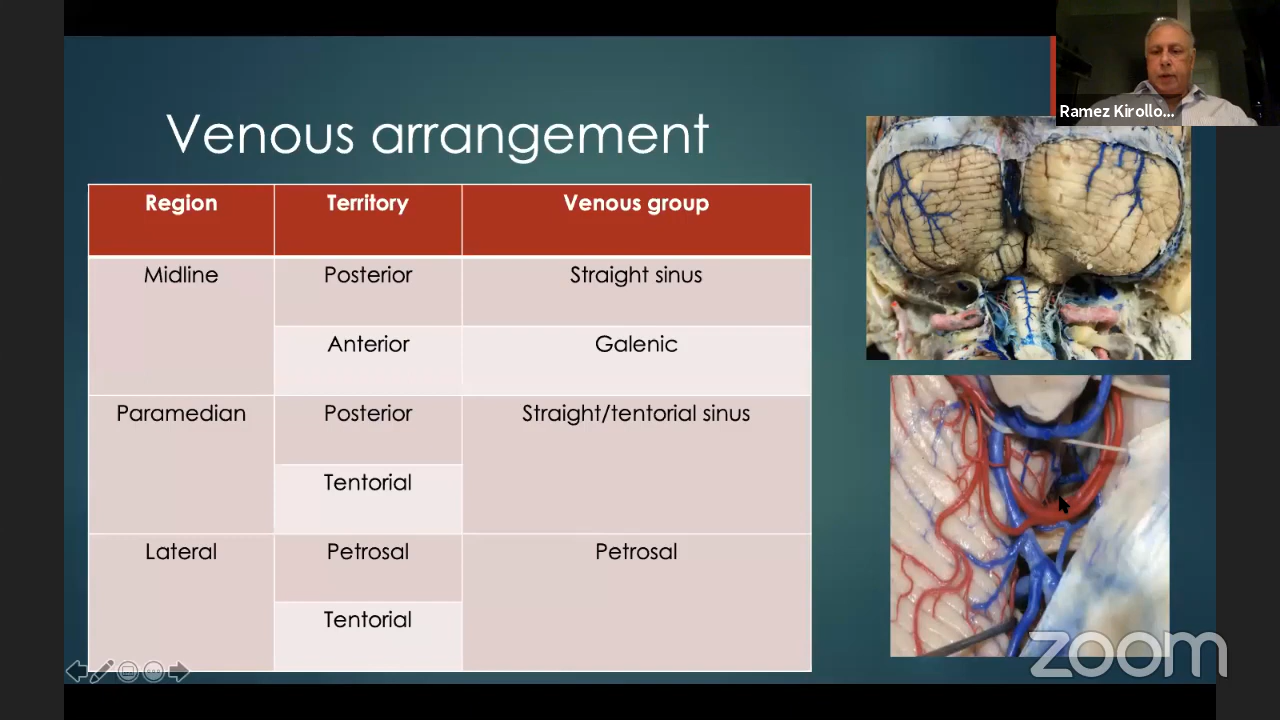 Ramez Kirollo...
Venous arrangement
Region Territory Venous group
Midline Posterior Straight sinus
Anterior Galenic
Paramedian Posterior Straight/tentorial sinus
Tentorial
Lateral Petrosal Petrosal
Tentorial
zoom